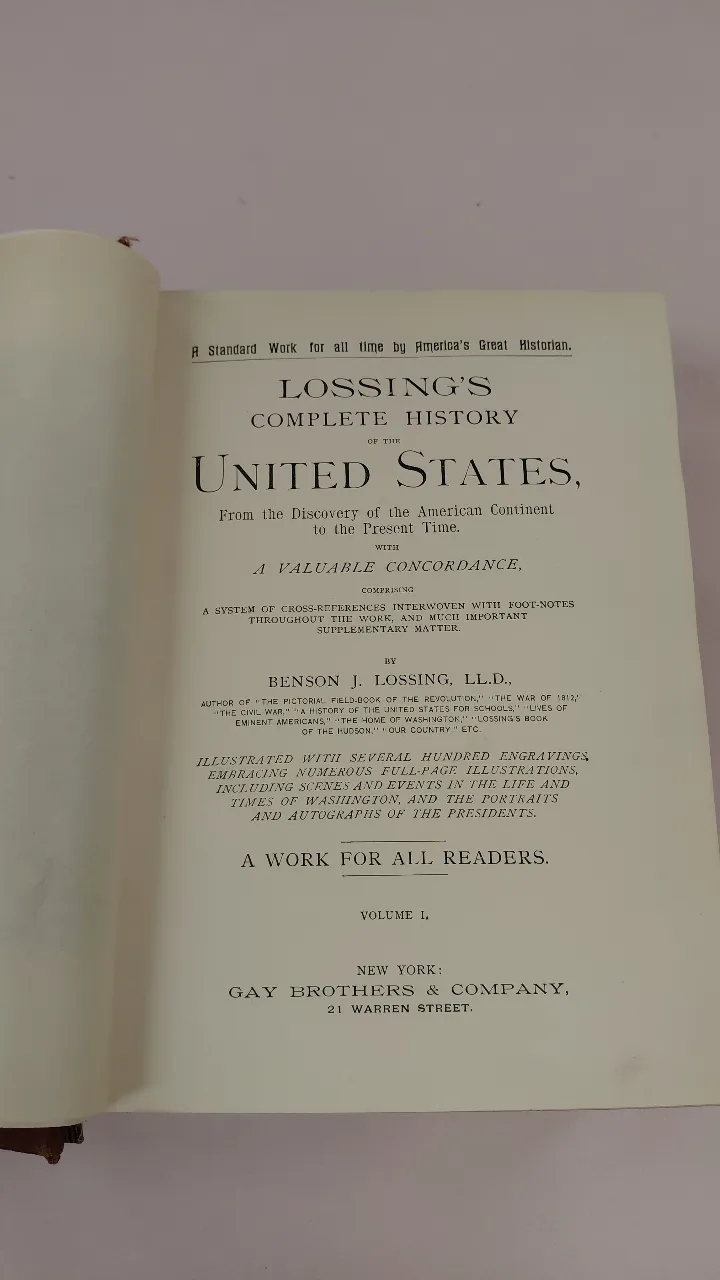 A Standard Work for all time by America's Great Historian.
LOSSING'S
COMPLETE HISTORY
OF THE
UNITED STATES,
From the Discovery of the American Continent
to the Present Time.
WITH
A VALUABLE CONCORDANCE,
COMPRISING
A SYSTEM OF CROSS-REFERENCES INTERWOVEN WITH FOOT-NOTES
THROUGHOUT THE WORK, AND MUCH IMPORTANT
SUPPLEMENTARY MATTER.
BY
BENSON J. LOSSING, LL.D.,
AUTHOR OF "THE PICTORIAL FIELD-BOOK OF THE REVOLUTION," "THE WAR OF 1812,"
"THE CIVIL WAR," "A HISTORY OF THE UNITED STATES FOR SCHOOLS," "LIVES OF
EMINENT AMERICANS," "THE HOME OF WASHINGTON," "LOSSING'S BOOK
OF THE HUDSON," "OUR COUNTRY" ETC.
ILLUSTRATED WITH SEVERAL HUNDRED ENGRAVINGS,
EMBRACING NUMEROUS FULL-PAGE ILLUSTRATIONS,
INCLUDING SCENES AND EVENTS IN THE LIFE AND
TIMES OF WASHINGTON, AND THE PORTRAITS
AND AUTOGRAPHS OF THE PRESIDENTS.
A WORK FOR ALL READERS.
VOLUME I.
NEW YORK:
GAY BROTHERS & COMPANY,
21 WARREN STREET.